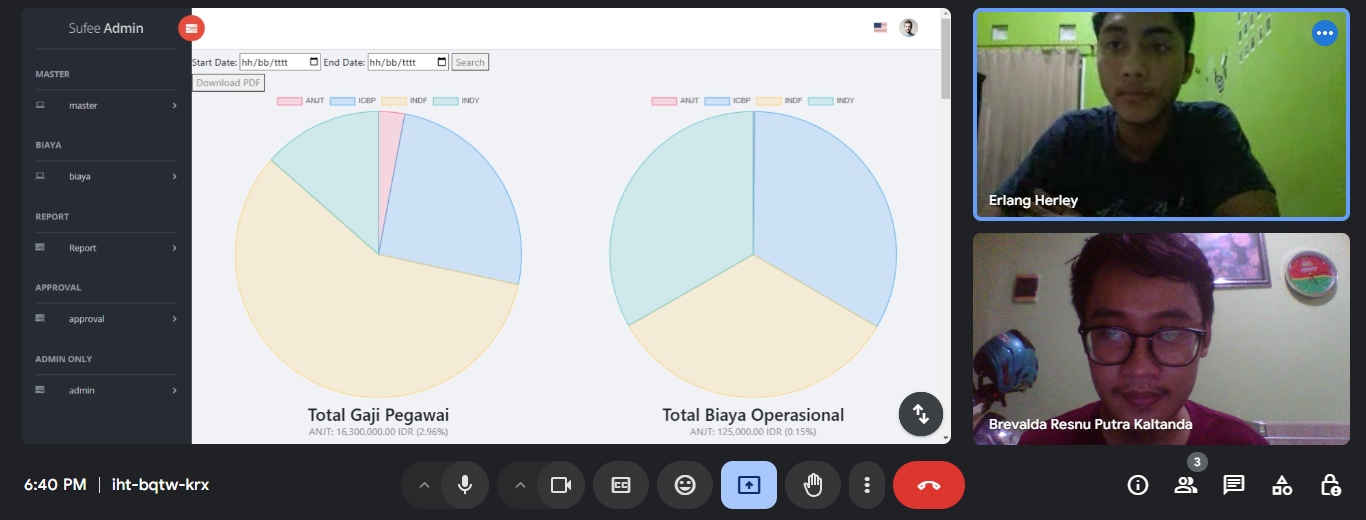 Sufee Admin
MASTER
master
BIAYA
biaya
REPORT
Report
APPROVAL
approval
ADMIN ONLY
admin
Start Date: hh/bb/tttt End Date: hh/bb/tttt Search
Download PDF
ANJT ICBP INDF INDY
Total Gaji Pegawai
ANJT: 16,300,000.00 IDR (2.96%)
ANJT ICBP INDF INDY
Total Biaya Operasional
ANJT: 125,000.00 IDR (0.15%)
Erlang Herley
Brevalda Resnu Putra Kaltanda
6:40 PM | iht-bqtw-krx
CC
3